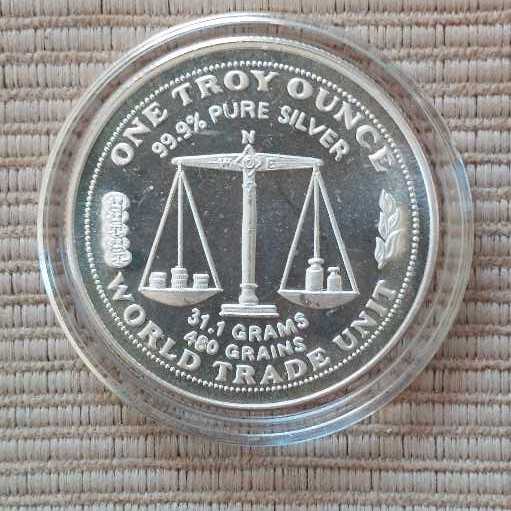 ONE TROY OUNCE
99.9% PURE SILVER
N
W E
31.1 GRAMS
480 GRAINS
WORLD TRADE UNIT